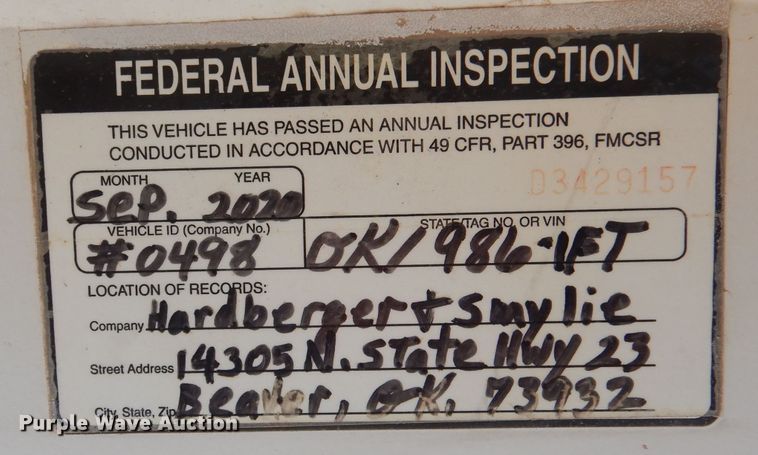 FEDERAL ANNUAL INSPECTION
THIS VEHICLE HAS PASSED AN ANNUAL INSPECTION
CONDUCTED IN ACCORDANCE WITH 49 CFR, PART 396, FMCSR
MONTH YEAR
D3429157
Sep. 2020
VEHICLE ID (Company No.) STATE/TAG NO. OR VIN
#0498 OK/986-1FT
LOCATION OF RECORDS:
Company Hardberger + Smylie
Street Address 14305 N. State Hwy 23
City, State, Zip Beaver, OK, 73932
Purple Wave Auction